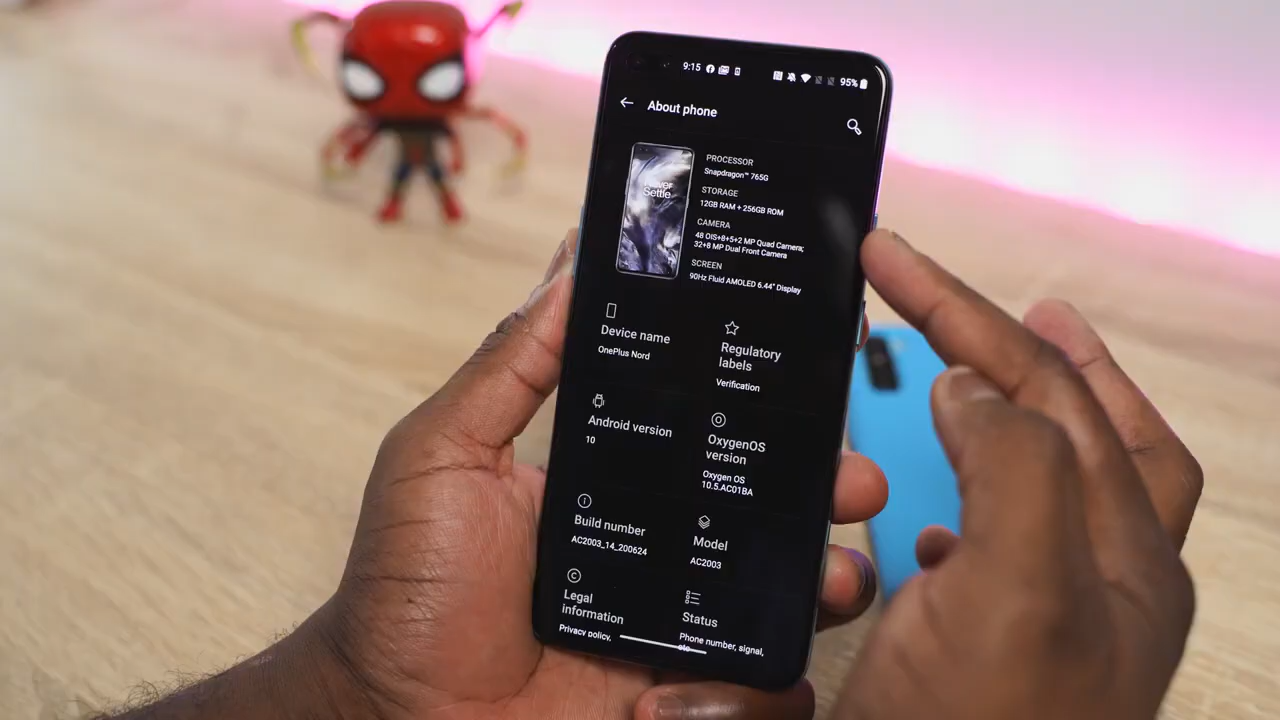 9:15
95%
About phone
Never
Settle
PROCESSOR
Snapdragon™ 765G
STORAGE
12GB RAM + 256GB ROM
CAMERA
48 OIS+8+5+2 MP Quad Camera;
32+8 MP Dual Front Camera
SCREEN
90Hz Fluid AMOLED 6.44" Display
Device name
OnePlus Nord
Regulatory
labels
Verification
Android version
10
OxygenOS
version
Oxygen OS
10.5.AC01BA
Build number
AC2003_14_200624
Model
AC2003
Legal
information
Privacy policy,
Status
Phone number, signal,
etc